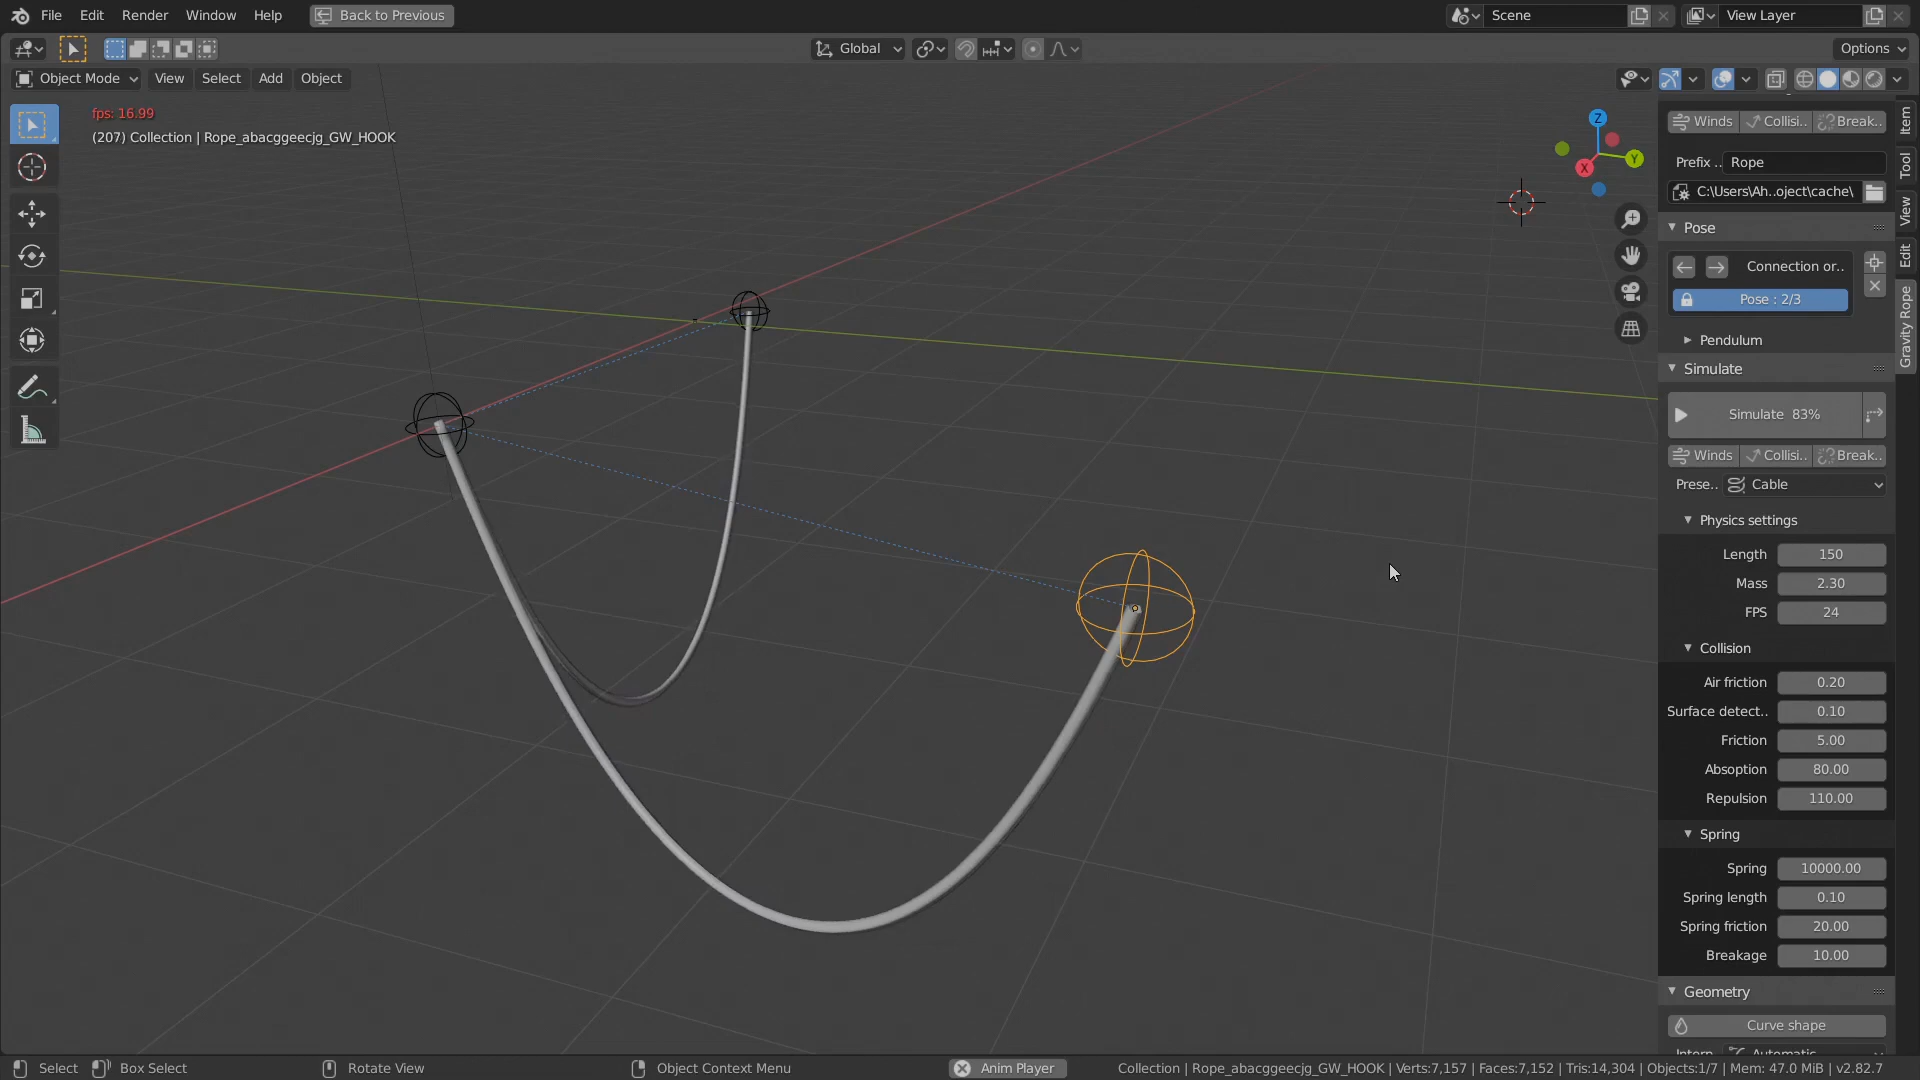 File Edit Render Window Help Back to Previous Scene View Layer
Global Options
Object Mode View Select Add Object
fps: 16.99
(207) Collection | Rope_abacggeecjg_GW_HOOK
Z
Y
X
Winds Collisi.. Break..
Prefix .. Rope
C:\Users\Ah..oject\cache\
Pose
Connection or..
Pose : 2/3
Pendulum
Simulate
Simulate 83%
Winds Collisi.. Break..
Prese.. Cable
Physics settings
Length 150
Mass 2.30
FPS 24
Collision
Air friction 0.20
Surface detect.. 0.10
Friction 5.00
Absoption 80.00
Repulsion 110.00
Spring
Spring 10000.00
Spring length 0.10
Spring friction 20.00
Breakage 10.00
Geometry
Curve shape
Automatic
Item
Tool
View
Edit
Gravity Rope
Select Box Select Rotate View Object Context Menu Anim Player Collection | Rope_abacggeecjg_GW_HOOK | Verts:7,157 | Faces:7,152 | Tris:14,304 | Objects:1/7 | Mem: 47.0 MiB | v2.82.7